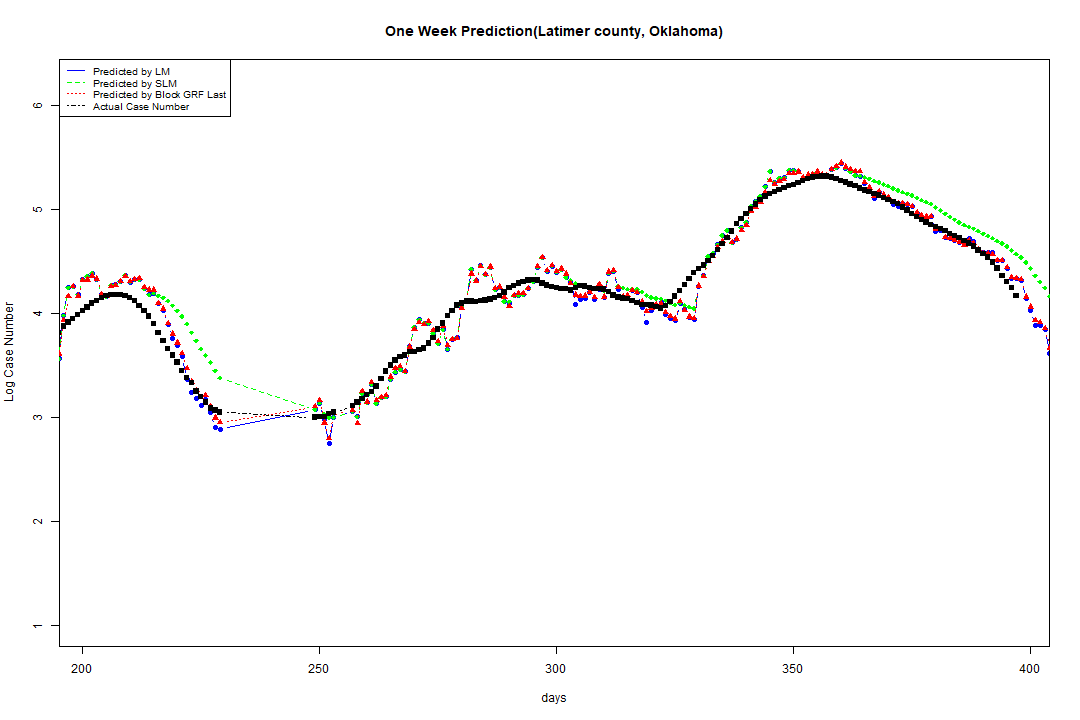 One Week Prediction(Latimer county, Oklahoma)
Predicted by LM
Predicted by SLM
Predicted by Block GRF Last
Actual Case Number
6
5
4
3
2
1
Log Case Number
200 250 300 350 400
days